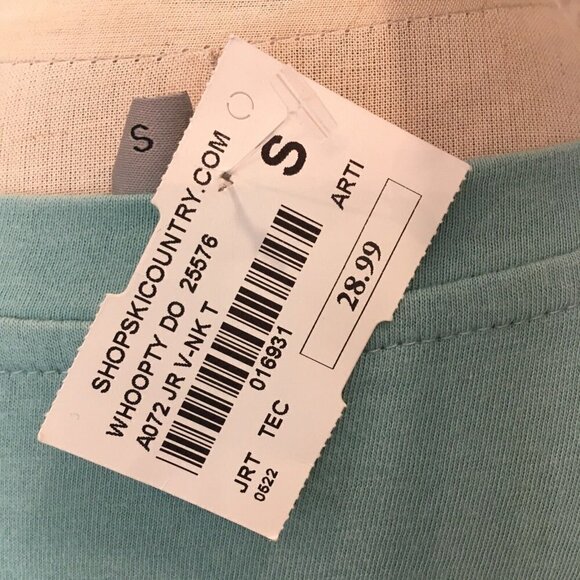 S
SHOPSKICOUNTRY.COM
WHOOPTY DO 25576
A072 JR V-NK T
016931
JRT TEC
0522
S
ARTI
28.99